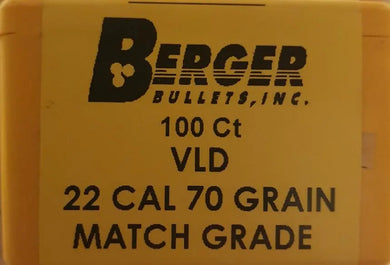 BERGER
BULLETS, INC.
100 Ct
VLD
22 CAL 70 GRAIN
MATCH GRADE